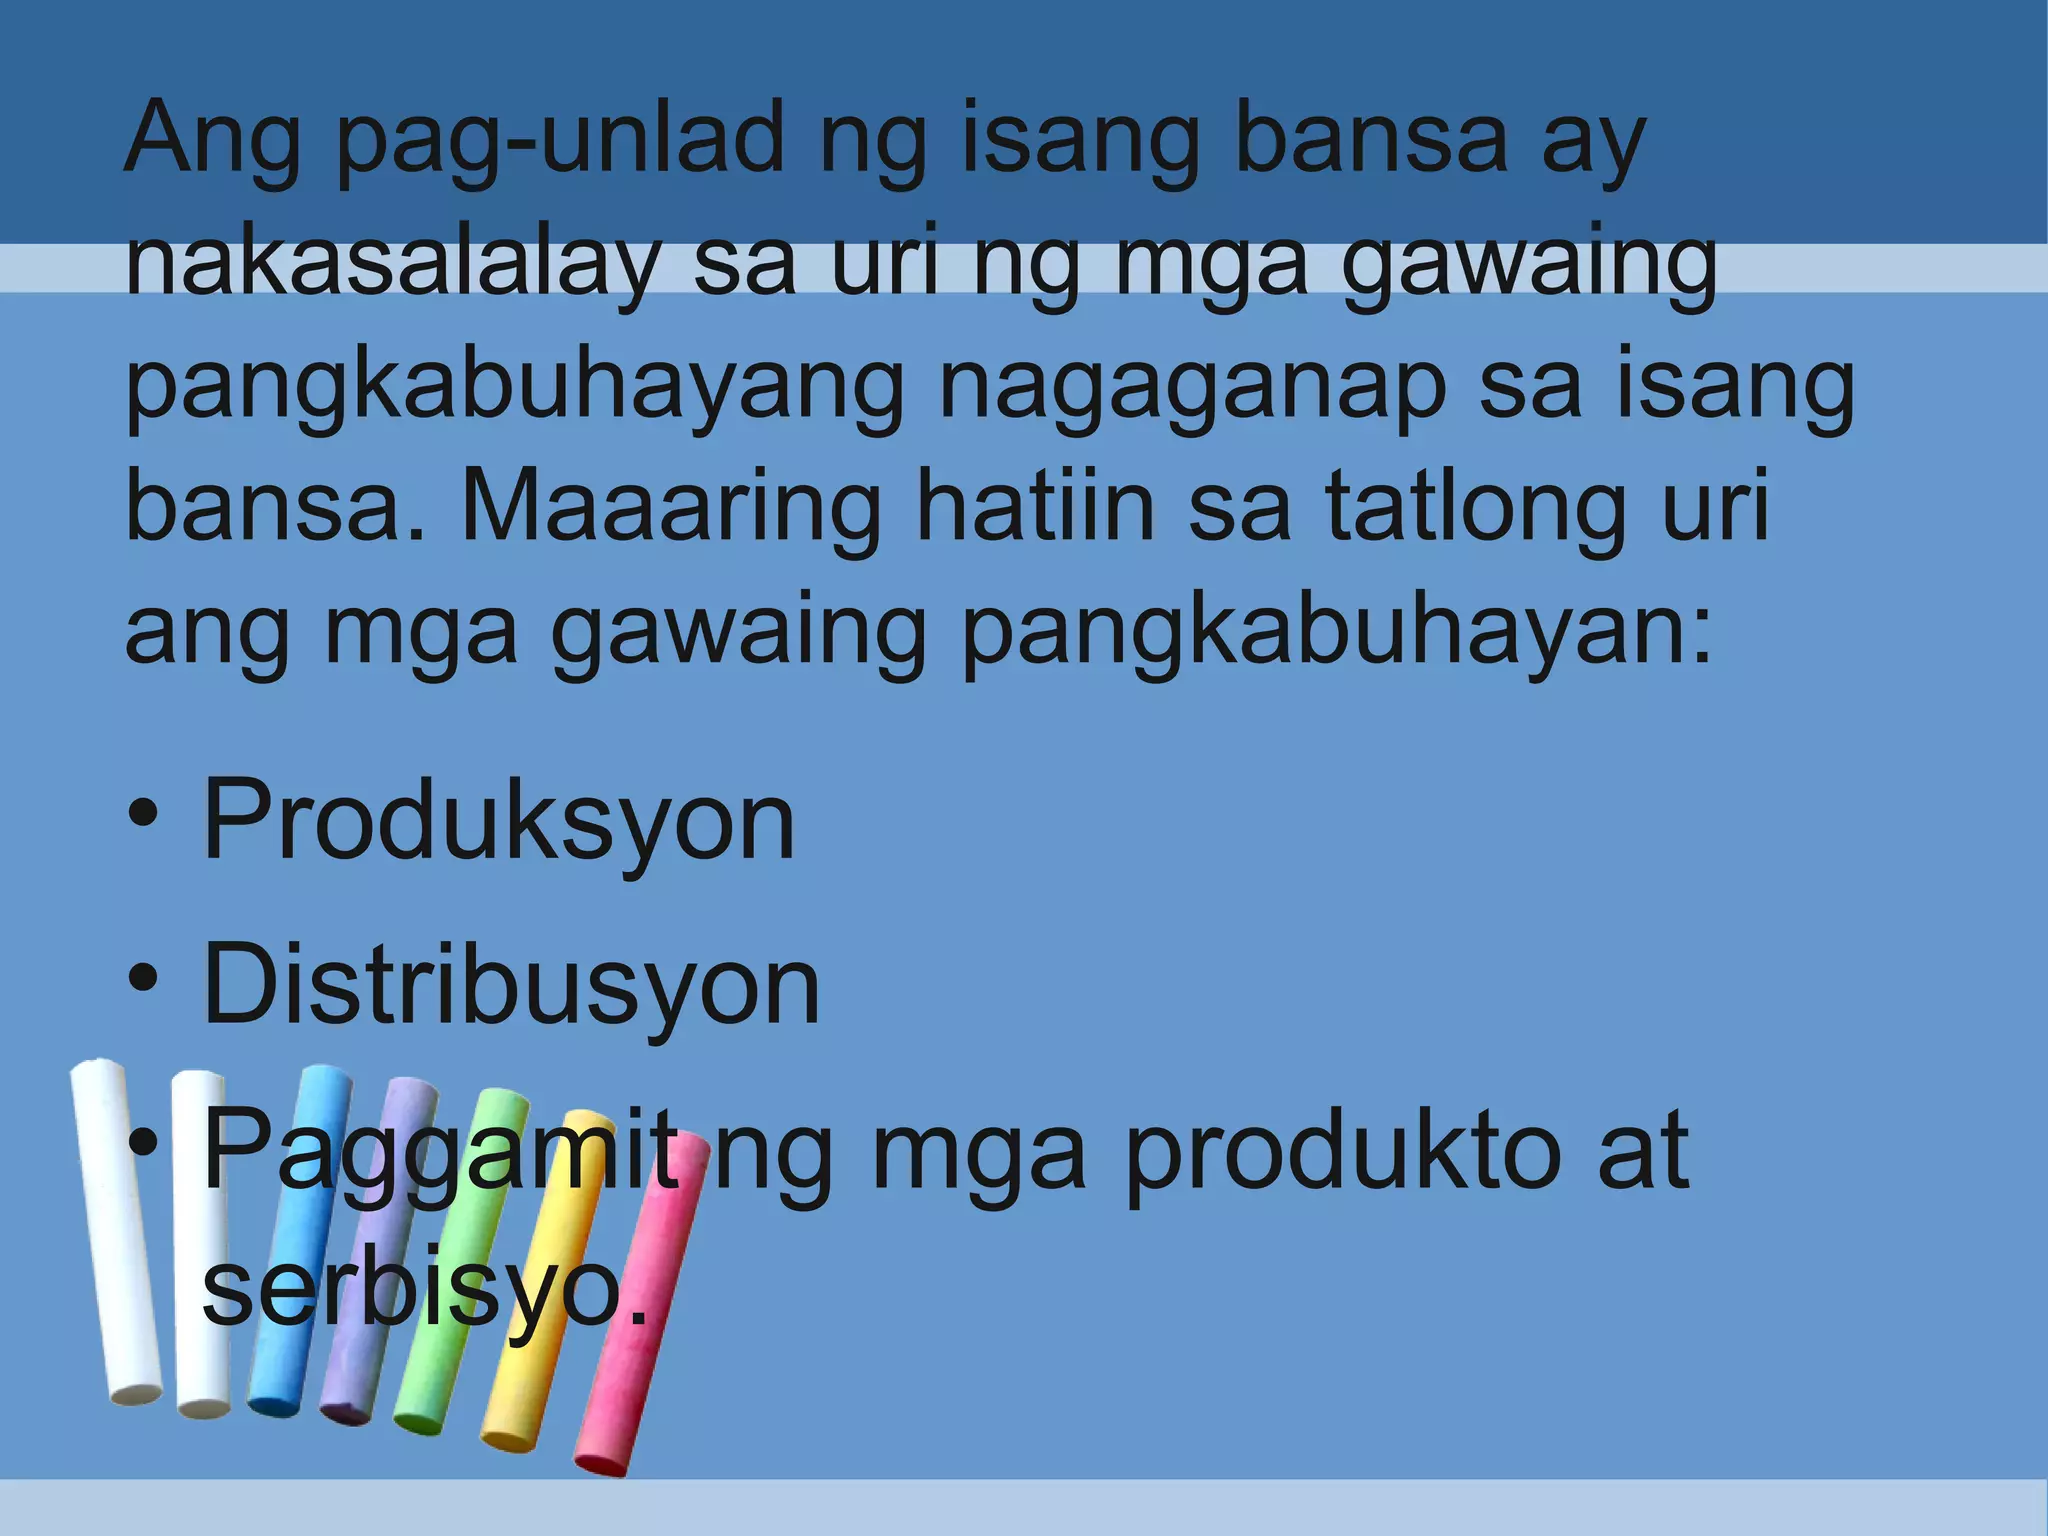 Ang pag-unlad ng isang bansa ay
nakasalalay sa uri ng mga gawaing
pangkabuhayang nagaganap sa isang
bansa. Maaaring hatiin sa tatlong uri
ang mga gawaing pangkabuhayan:
• Produksyon
• Distribusyon
• Paggamit ng mga produkto at
serbisyo.